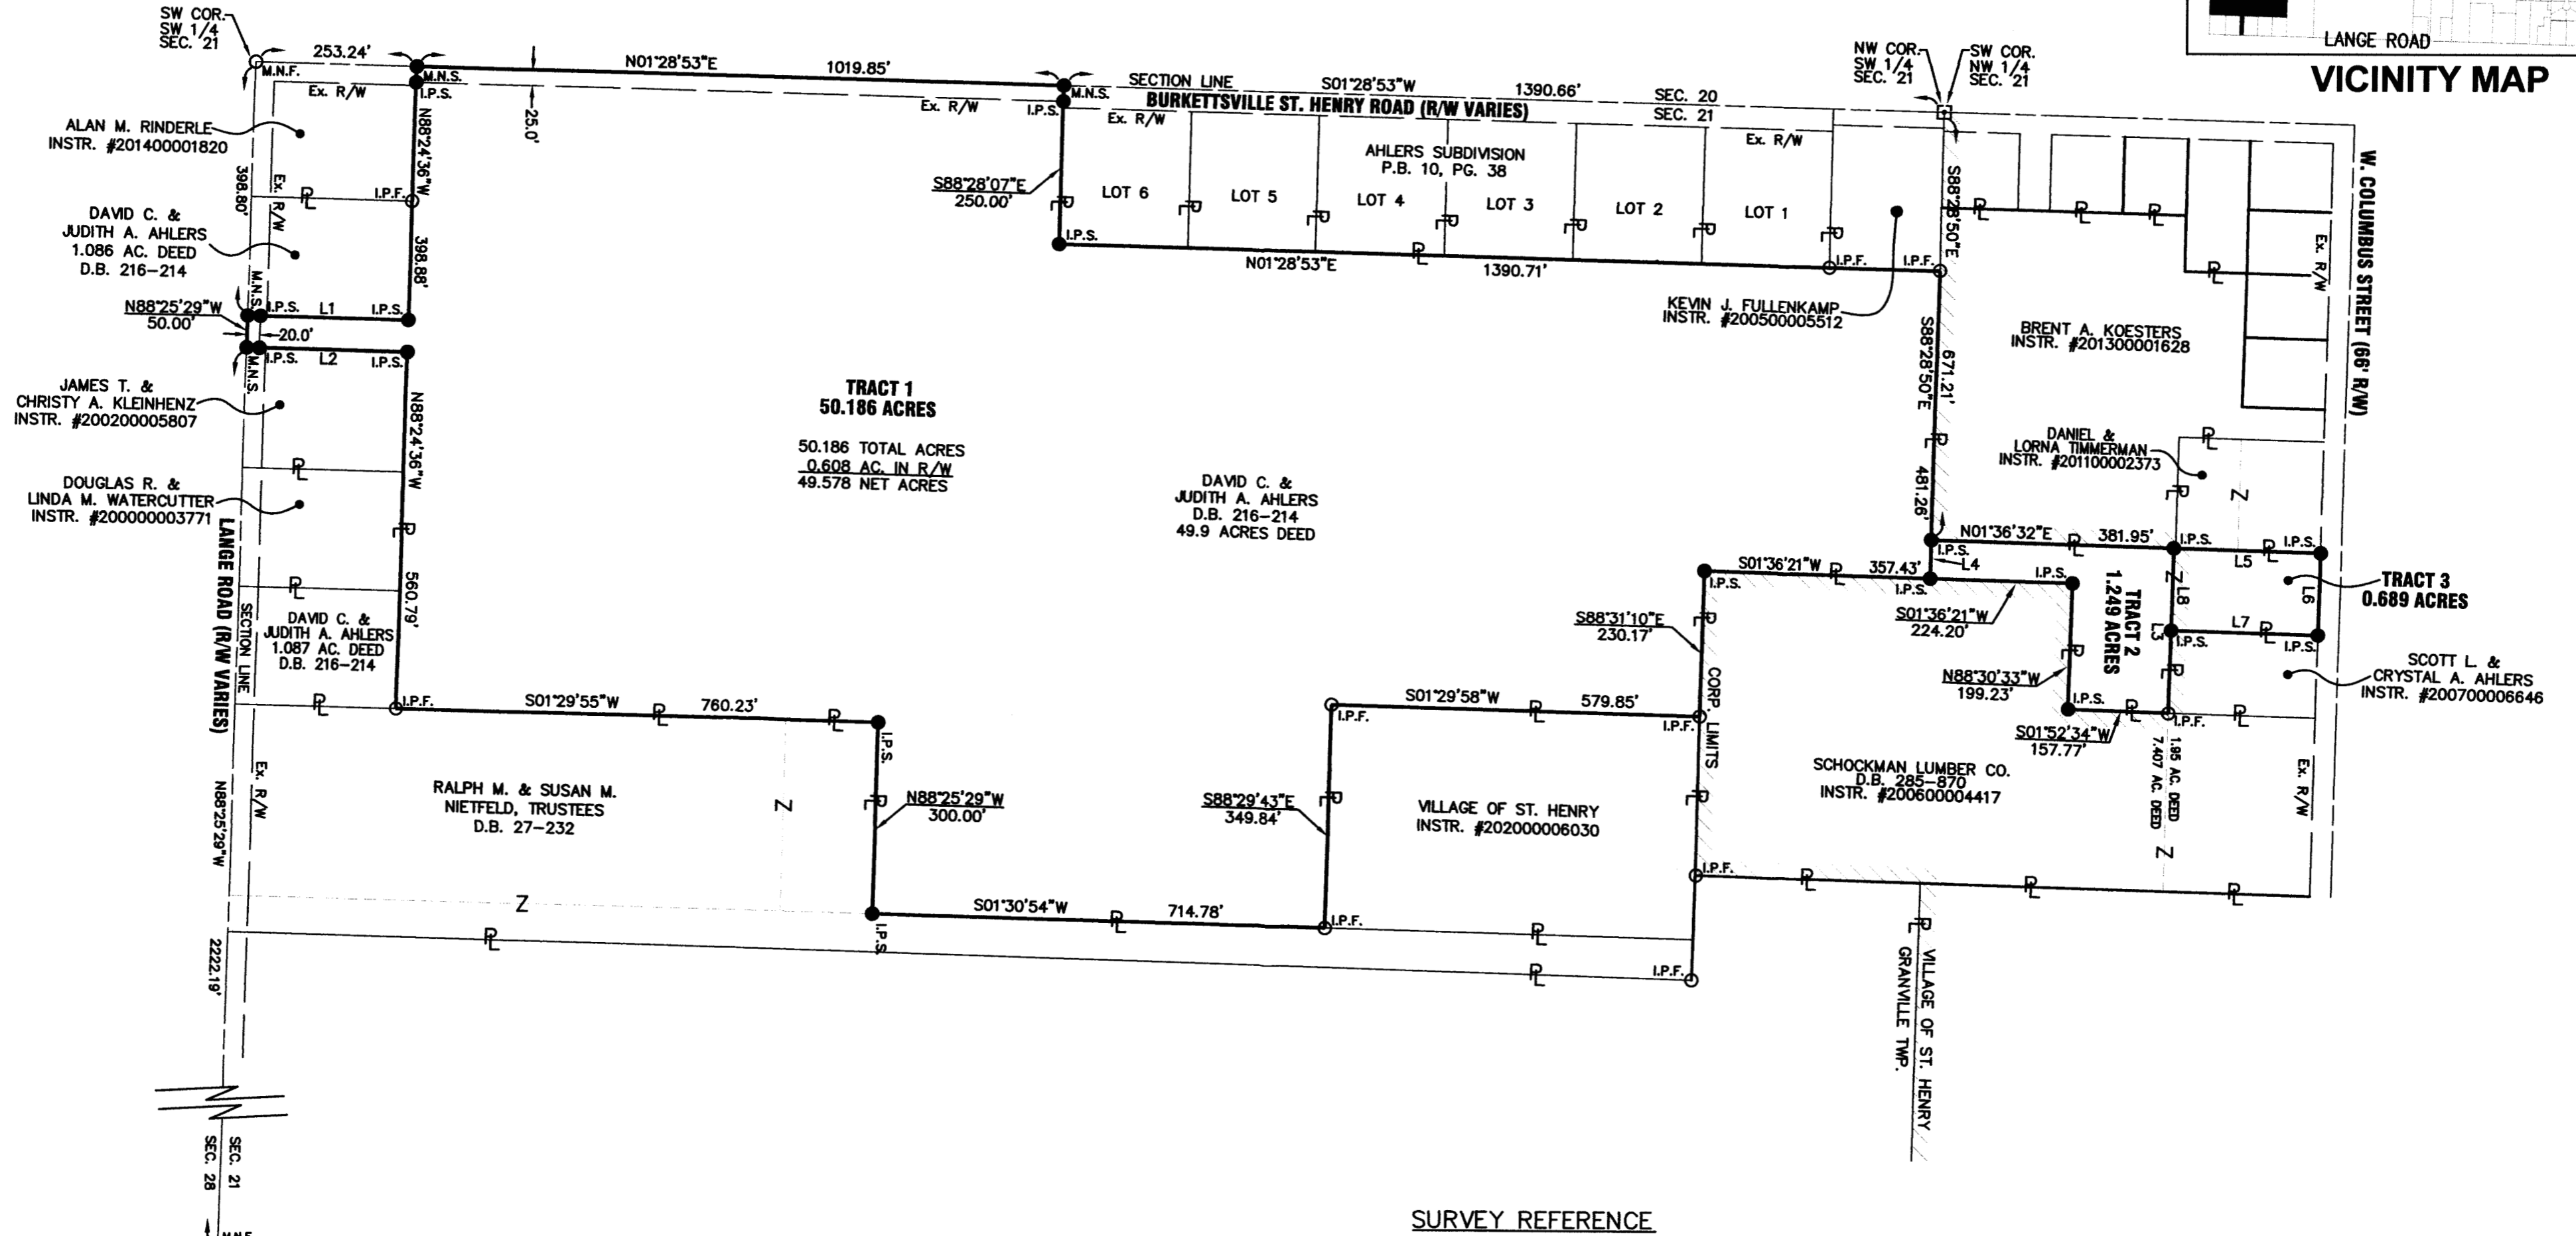 LANGE ROAD
VICINITY MAP
SW COR.
SW 1/4
SEC. 21
253.24'
M.N.F.
M.N.S.
I.P.S.
Ex. R/W
N01°28'53"E
1019.85'
25.0'
Ex. R/W
M.N.S.
I.P.S.
SECTION LINE
S01°28'53"W
1390.66'
SEC. 20
SEC. 21
BURKETTSVILLE ST. HENRY ROAD (R/W VARIES)
Ex. R/W
Ex. R/W
NW COR.
SW 1/4
SEC. 21
SW COR.
NW 1/4
SEC. 21
W. COLUMBUS STREET (66' R/W)
Ex. R/W
ALAN M. RINDERLE
INSTR. #201400001820
398.80'
Ex. R/W
N88°24'36"W
I.P.F.
398.88'
DAVID C. &
JUDITH A. AHLERS
1.086 AC. DEED
D.B. 216-214
M.N.S.
I.P.S.
L1
I.P.S.
N88°25'29"W
50.00'
20.0'
M.N.S.
I.P.S.
L2
I.P.S.
JAMES T. &
CHRISTY A. KLEINHENZ
INSTR. #200200005807
DOUGLAS R. &
LINDA M. WATERCUTTER
INSTR. #200000003771
N88°24'36"W
560.79'
LANGE ROAD (R/W VARIES)
SECTION LINE
DAVID C. &
JUDITH A. AHLERS
1.087 AC. DEED
D.B. 216-214
I.P.F.
Ex. R/W
N88°25'29"W
2222.19'
SEC. 21
SEC. 28
M.N.F.
S88°28'07"E
250.00'
I.P.S.
AHLERS SUBDIVISION
P.B. 10, PG. 38
LOT 6
LOT 5
LOT 4
LOT 3
LOT 2
LOT 1
N01°28'53"E
1390.71'
I.P.F.
I.P.F.
KEVIN J. FULLENKAMP
INSTR. #200500005512
S88°28'50"E
S88°28'50"E
671.21'
481.26'
BRENT A. KOESTERS
INSTR. #201300001628
DANIEL &
LORNA TIMMERMAN
INSTR. #201100002373
Z
TRACT 1
50.186 ACRES
50.186 TOTAL ACRES
0.608 AC. IN R/W
49.578 NET ACRES
DAVID C. &
JUDITH A. AHLERS
D.B. 216-214
49.9 ACRES DEED
N01°36'32"E
381.95'
I.P.S.
L4
I.P.S.
I.P.S.
I.P.S.
L5
TRACT 3
0.689 ACRES
L6
L7
Z
L8
L3
I.P.S.
I.P.S.
TRACT 2
1.249 ACRES
S01°36'21"W
357.43'
I.P.S.
I.P.S.
S01°36'21"W
224.20'
I.P.S.
N88°30'33"W
199.23'
I.P.S.
S01°52'34"W
157.77'
I.P.F.
1.95 AC. DEED
7.407 AC. DEED
Z
SCOTT L. &
CRYSTAL A. AHLERS
INSTR. #200700006646
Ex. R/W
S88°31'10"E
230.17'
CORP. LIMITS
S01°29'58"W
579.85'
I.P.F.
I.P.F.
S88°29'43"E
349.84'
I.P.F.
VILLAGE OF ST. HENRY
INSTR. #202000006030
SCHOCKMAN LUMBER CO.
D.B. 285-870
INSTR. #200600004417
I.P.F.
I.P.F.
VILLAGE OF ST. HENRY
GRANVILLE TWP.
S01°29'55"W
760.23'
I.P.S.
RALPH M. & SUSAN M.
NIETFELD, TRUSTEES
D.B. 27-232
Z
Z
N88°25'29"W
300.00'
I.P.S.
S01°30'54"W
714.78'
SURVEY REFERENCE